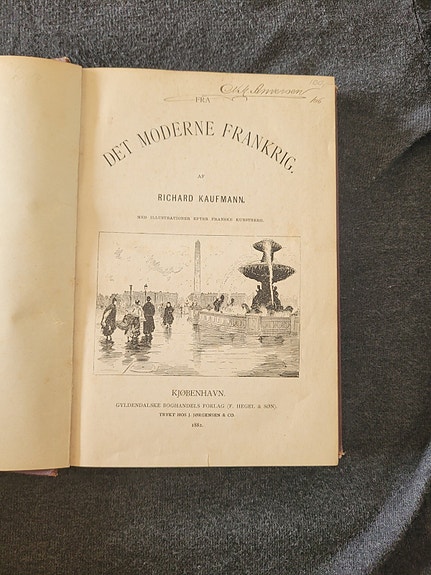 FRA
DET MODERNE FRANKRIG.
AF
RICHARD KAUFMANN.
MED ILLUSTRATIONER EFTER FRANSKE KUNSTNERE.
KJØBENHAVN.
GYLDENDALSKE BOGHANDELS FORLAG (F. HEGEL & SØN)
TRYKT HOS J. JØRGENSEN & CO.
1882.